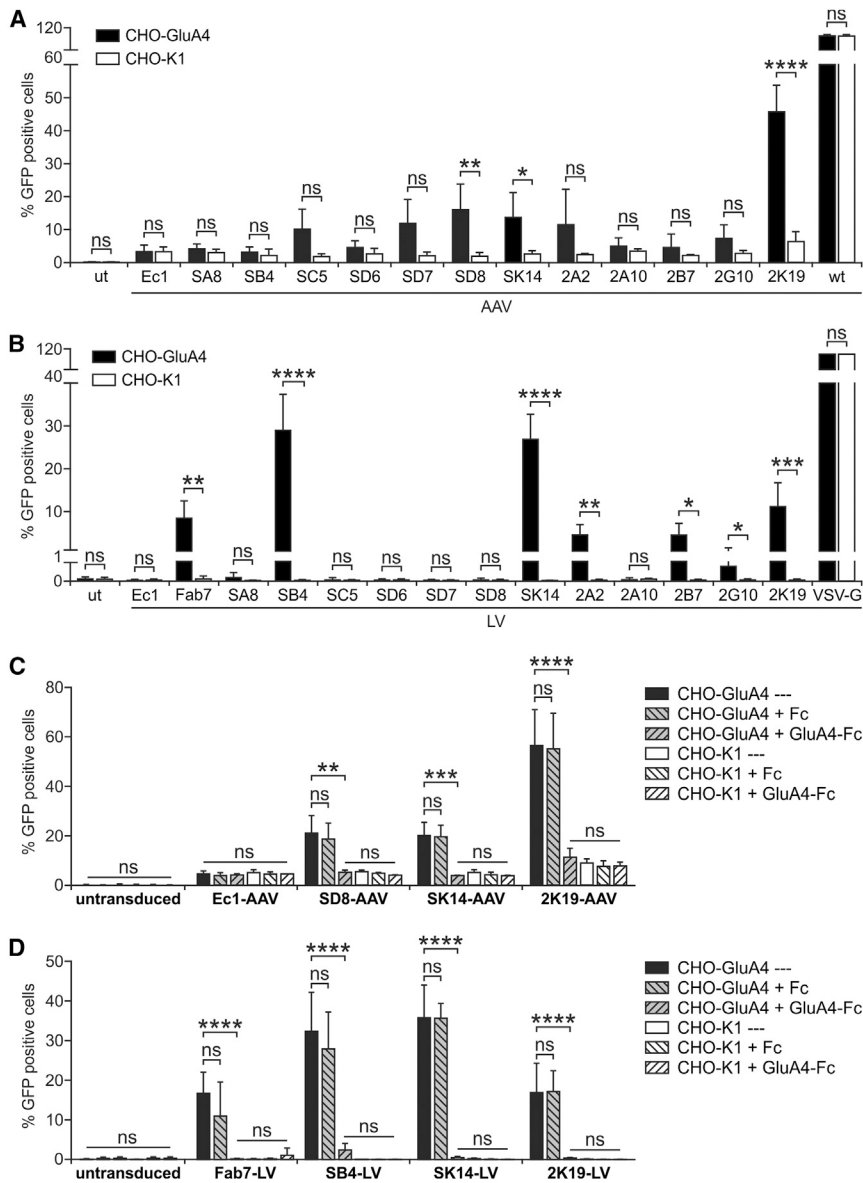 A
120
CHO-GluA4
CHO-K1
ns
60
****
50
% GFP positive cells
40
30
20
10
0
ns ns ns ns ns ns ns ** * ns ns ns ns
ut Ec1 SA8 SB4 SC5 SD6 SD7 SD8 SK14 2A2 2A10 2B7 2G10 2K19 wt
AAV
B
120
CHO-GluA4
CHO-K1
ns
40
****
****
30
% GFP positive cells
20
10
1
0
ns ns ** ns ns ns ns ns ** ns * * ***
ut Ec1 Fab7 SA8 SB4 SC5 SD6 SD7 SD8 SK14 2A2 2A10 2B7 2G10 2K19 VSV-G
LV
C
80
60
40
20
0
% GFP positive cells
ns
ns
** ns ns
*** ns ns
**** ns ns
untransduced Ec1-AAV SD8-AAV SK14-AAV 2K19-AAV
CHO-GluA4 ---
CHO-GluA4 + Fc
CHO-GluA4 + GluA4-Fc
CHO-K1 ---
CHO-K1 + Fc
CHO-K1 + GluA4-Fc
D
50
40
30
20
10
0
% GFP positive cells
ns
**** ns ns
**** ns ns
**** ns ns
**** ns ns
untransduced Fab7-LV SB4-LV SK14-LV 2K19-LV
CHO-GluA4 ---
CHO-GluA4 + Fc
CHO-GluA4 + GluA4-Fc
CHO-K1 ---
CHO-K1 + Fc
CHO-K1 + GluA4-Fc